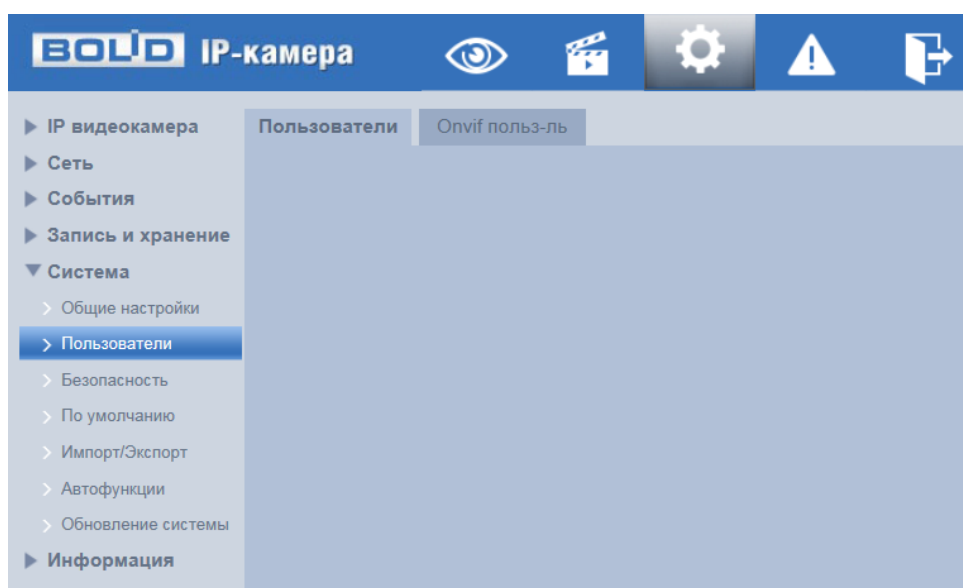 BOLID IP-камера
IP видеокамера
Сеть
События
Запись и хранение
Система
Общие настройки
Пользователи
Безопасность
По умолчанию
Импорт/Экспорт
Автофункции
Обновление системы
Информация
Пользователи
Onvif польз-ль